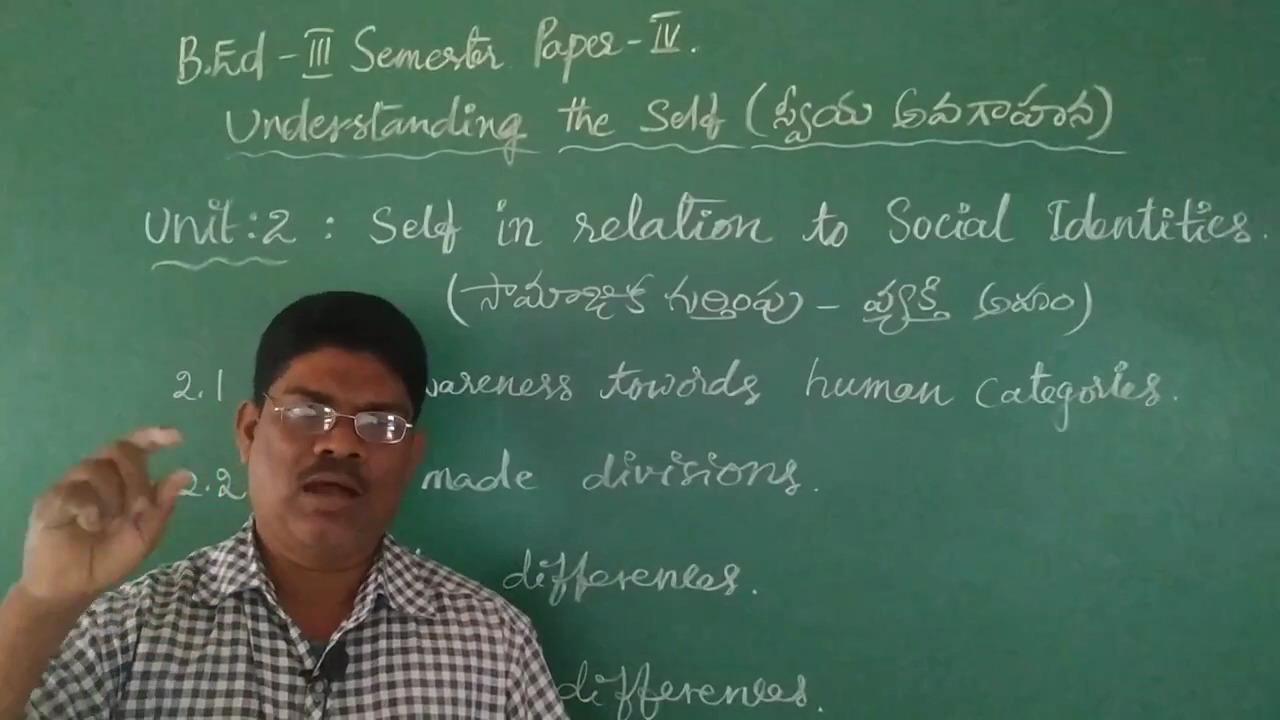 B.Ed - III Semester Paper - IV.
Understanding the Self (స్వీయ అవగాహన)
Unit:2 : Self in relation to Social Identities.
(సామాజిక గుర్తింపు - వ్యక్తి అహం)
2.1 wareness towords human Categories.
2.2 made divisions.
differences.
differences.